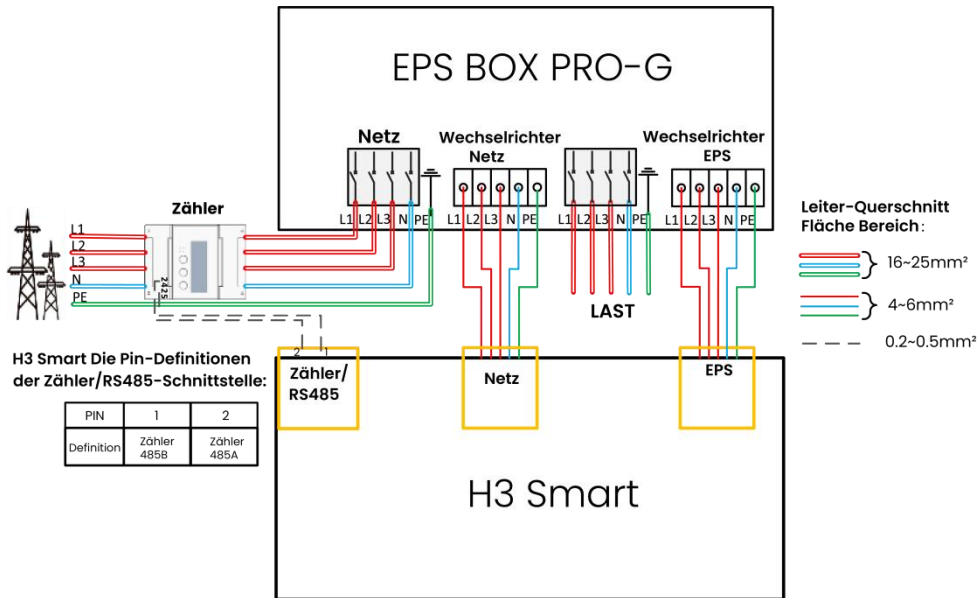 EPS BOX PRO-G
Netz
Wechselrichter
Netz
Wechselrichter
EPS
L1 L2 L3 N PE
L1 L2 L3 N PE
L1 L2 L3 N PE
L1 L2 L3 N PE
Zähler
L1
L2
L3
N
PE
2425
LAST
Leiter-Querschnitt
Fläche Bereich:
16~25mm²
4~6mm²
0.2~0.5mm²
H3 Smart Die Pin-Definitionen
der Zähler/RS485-Schnittstelle:
PIN 1 2
Definition Zähler 485B Zähler 485A
2 1
Zähler/
RS485
Netz
EPS
H3 Smart